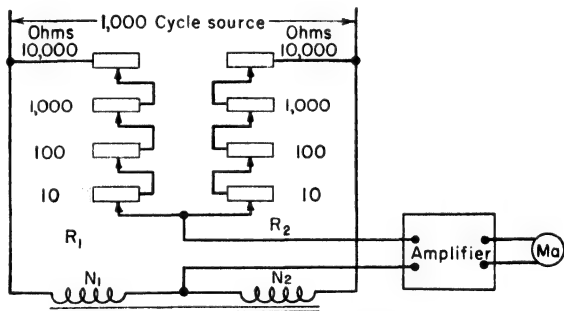 1,000 Cycle source
Ohms Ohms
10,000 10,000
1,000 1,000
100 100
10 10
R1 R2
Amplifier Ma
N1 N2